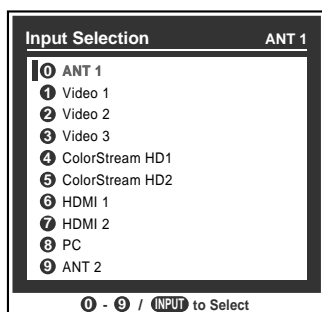 Input Selection ANT 1
0 ANT 1
1 Video 1
2 Video 2
3 Video 3
4 ColorStream HD1
5 ColorStream HD2
6 HDMI 1
7 HDMI 2
8 PC
9 ANT 2
0 - 9 / INPUT to Select